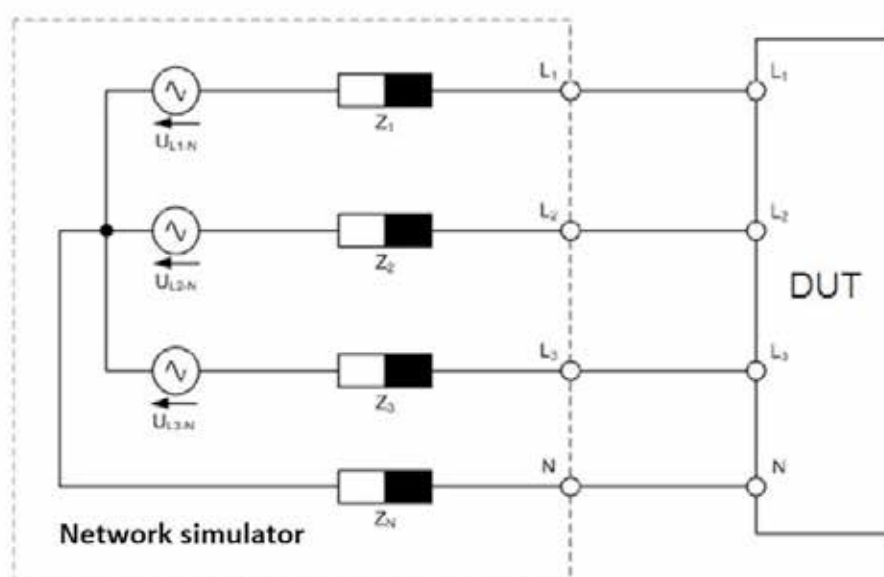 L1 L1
UL1-N Z1
L2 L2
UL2-N Z2
DUT
L3 L3
UL3-N Z3
N N
ZN
Network simulator